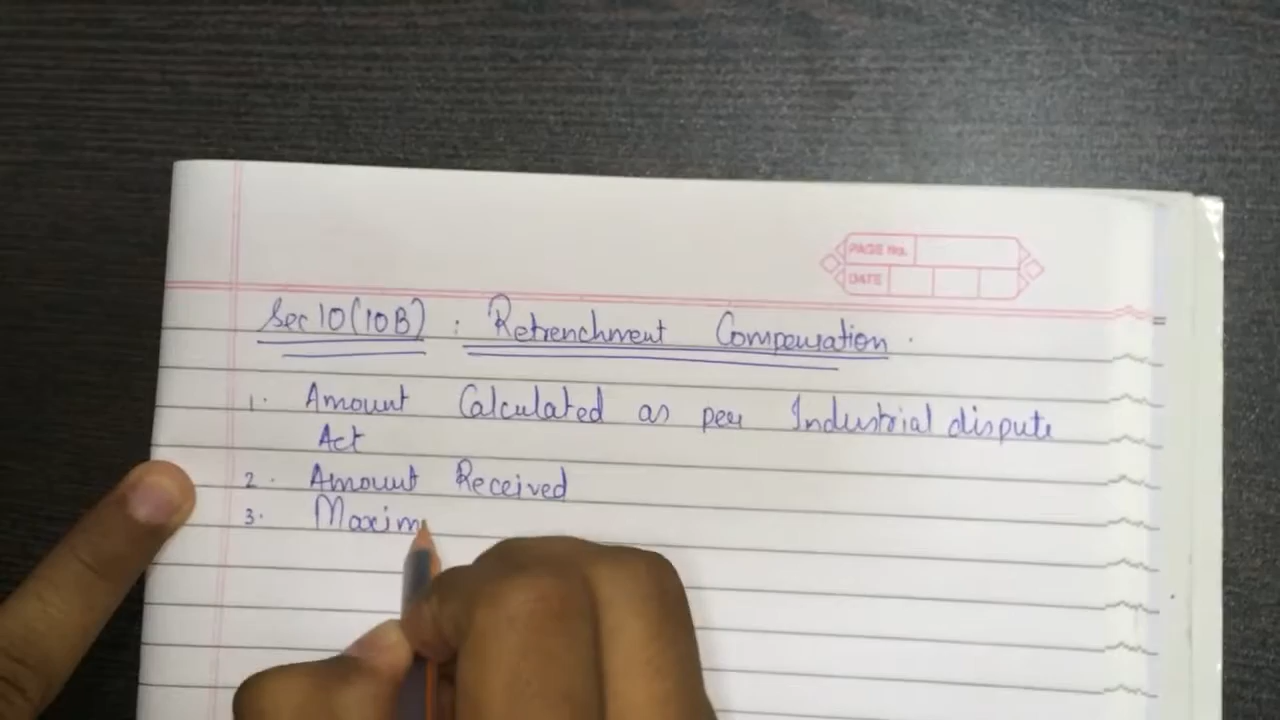 PAGE No.
DATE
Sec 10(10B) : Retrenchment Compensation .
1. Amount Calculated as per Industrial dispute
Act
2. Amount Received
3. Maxim